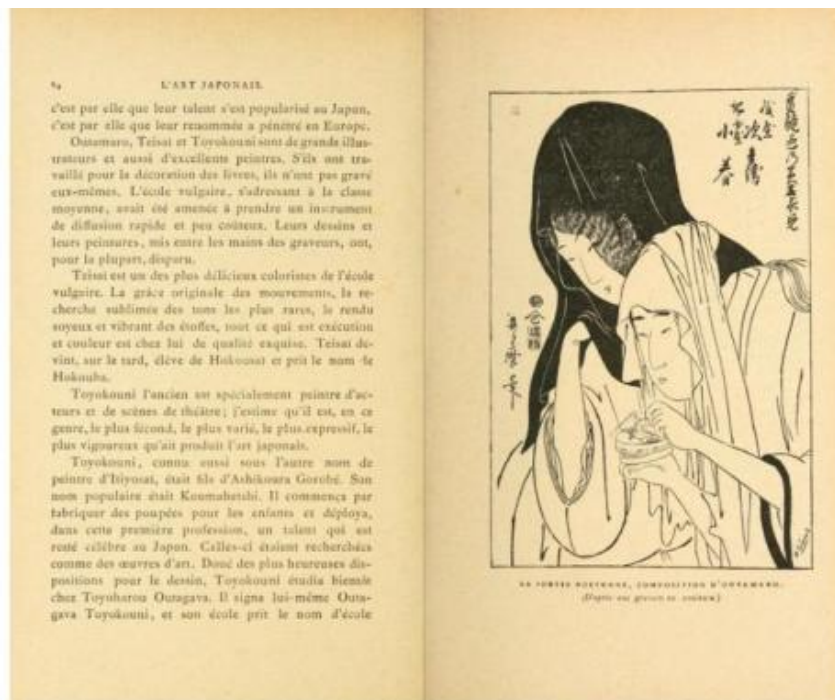 L'ART JAPONAIS.
c'est par elle que leur talent s'est popularisé au Japon,
c'est par elle que leur renommée a pénétré en Europe.
Outamaro, Teisai et Toyokouni sont de grands illus-
trateurs et aussi d'excellents peintres. S'ils ont tra-
vaillé pour la décoration des livres, ils n'ont pas gravé
eux-mêmes. L'école vulgaire, s'adressant à la classe
moyenne, avait été amenée à prendre un instrument
de diffusion rapide et peu coûteux. Leurs dessins et
leurs peintures, mis entre les mains des graveurs, ont,
pour la plupart, disparu.
Teisai est un des plus délicieux coloristes de l'école
vulgaire. La grâce originale des mouvements, la re-
cherche sublimée des tons les plus rares, le rendu
soyeux et vibrant des étoffes, tout ce qui est exécution
et couleur est chez lui de qualité exquise. Teisai de-
vint, sur le tard, élève de Hokousaï et prit le nom de
Hokouba.
Toyokouni l'ancien est spécialement peintre d'ac-
teurs et de scènes de théâtre; j'estime qu'il est, en ce
genre, le plus fécond, le plus varié, le plus expressif, le
plus vigoureux qu'ait produit l'art japonais.
Toyokouni, connu aussi sous l'autre nom de
peintre d'Itiyosaï, était fils d'Ashikoura Gorohé. Son
nom populaire était Koumahetshi. Il commença par
fabriquer des poupées pour les enfants et déploya,
dans cette première profession, un talent qui est
resté célèbre au Japon. Celles-ci étaient recherchées
comme des œuvres d'art. Doué des plus heureuses dis-
positions pour le dessin, Toyokouni étudia bientôt
chez Toyoharou Outagava. Il signa lui-même Outa-
gava Toyokouni, et son école prit le nom d'école
LA SORTIE NOCTURNE, COMPOSITION D'OUTAMARO.
(D'après une gravure en couleur.)